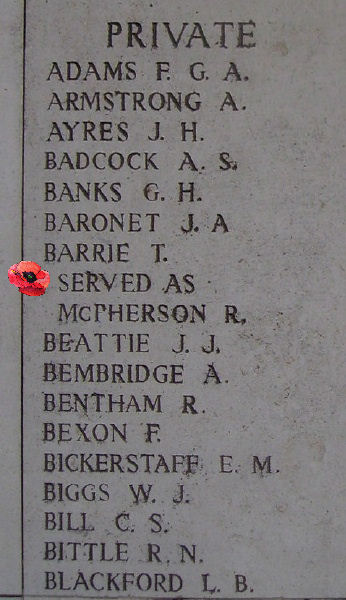 PRIVATE
ADAMS F. G. A.
ARMSTRONG A.
AYRES J. H.
BADCOCK A. S.
BANKS G. H.
BARONET J. A
BARRIE T.
SERVED AS
McPHERSON R.
BEATTIE J. J.
BEMBRIDGE A.
BENTHAM R.
BEXON F.
BICKERSTAFF E. M.
BIGGS W. J.
BILL C. S.
BITTLE R. N.
BLACKFORD L. B.